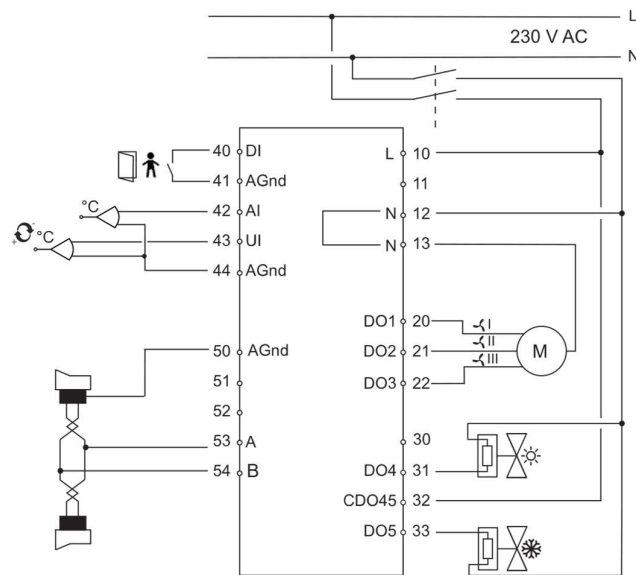 L
230 V AC
N
40 DI
L 10
41 AGnd
11
°C 42 AI
N 12
- + °C 43 UI
N 13
44 AGnd
DO1 20 I
50 AGnd
DO2 21 II M
51
DO3 22 III
52
53 A
30
54 B
DO4 31
CDO45 32
DO5 33